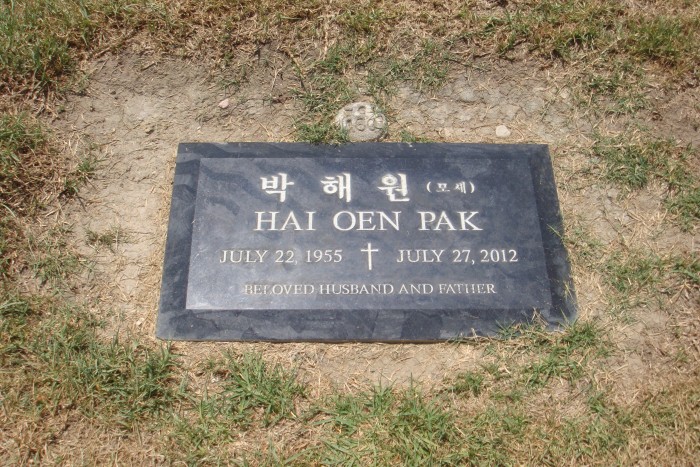 박 해 원 (모세)
HAI OEN PAK
JULY 22, 1955 † JULY 27, 2012
BELOVED HUSBAND AND FATHER